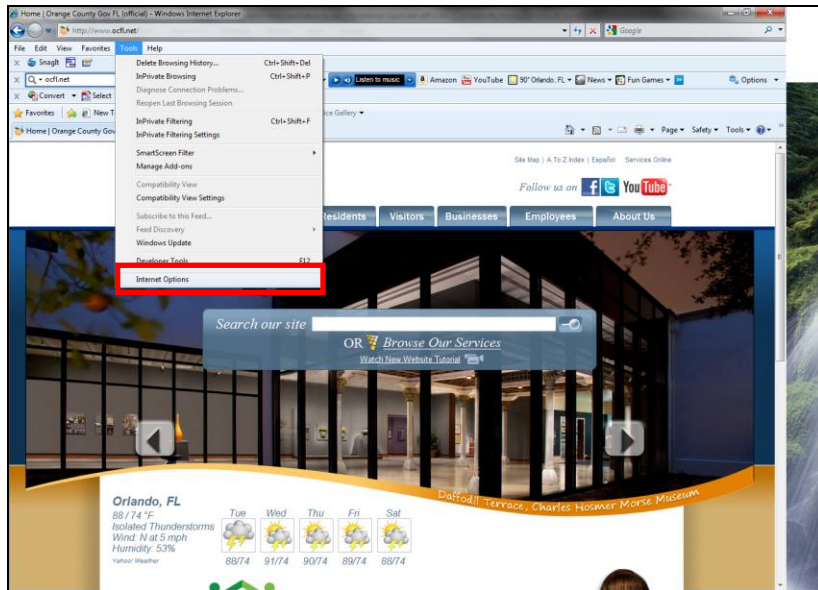 Home | Orange County Gov FL (official) - Windows Internet Explorer
http://www.ocfl.net/
Google
File Edit View Favorites Tools Help
x SnagIt
x ocfl.net
Listen to music Amazon YouTube 90° Orlando, FL News Fun Games Options
x Convert Select
Favorites New T
ice Gallery
Home | Orange County Gov
Page Safety Tools
Delete Browsing History... Ctrl+Shift+Del
InPrivate Browsing Ctrl+Shift+P
Diagnose Connection Problems...
Reopen Last Browsing Session
InPrivate Filtering Ctrl+Shift+F
InPrivate Filtering Settings
SmartScreen Filter
Manage Add-ons
Compatibility View
Compatibility View Settings
Subscribe to this Feed...
Feed Discovery
Windows Update
Developer Tools F12
Internet Options
Site Map | A To Z Index | Español Services Online
Follow us on f You Tube
Residents Visitors Businesses Employees About Us
Search our site
OR Browse Our Services
Watch New Website Tutorial
Daffodil Terrace, Charles Hosmer Morse Museum
Orlando, FL
88 / 74 °F
Isolated Thunderstorms
Wind: N at 5 mph
Humidity: 53%
Yahoo! Weather
Tue Wed Thu Fri Sat
88/74 91/74 90/74 89/74 88/74